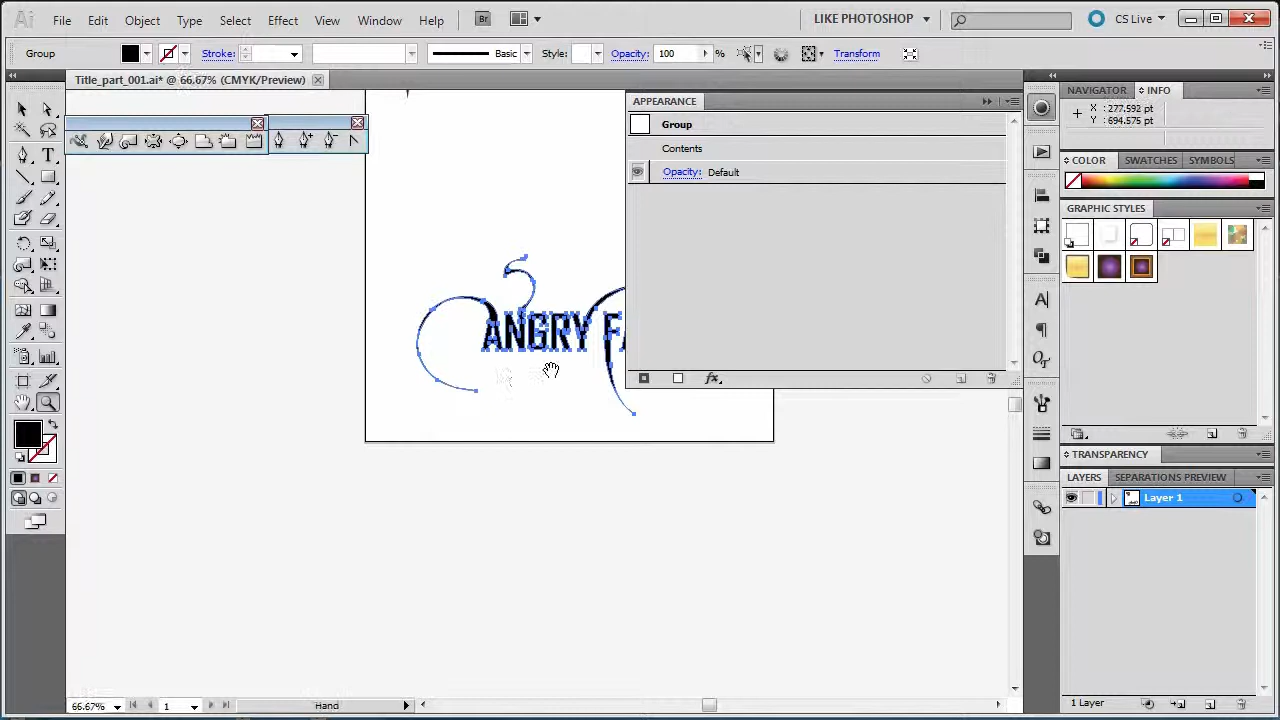 Ai File Edit Object Type Select Effect View Window Help Br LIKE PHOTOSHOP CS Live
Group Stroke: Basic Style: Opacity: 100 % Transform
Title_part_001.ai* @ 66.67% (CMYK/Preview)
APPEARANCE
Group
Contents
Opacity: Default
fx
NAVIGATOR INFO
X : 277.592 pt
Y : 694.575 pt
COLOR SWATCHES SYMBOLS
GRAPHIC STYLES
TRANSPARENCY
LAYERS SEPARATIONS PREVIEW
Layer 1
1 Layer
ANGRY
66.67% 1 Hand